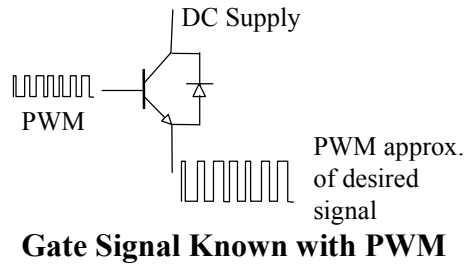 DC Supply
PWM
PWM approx.
of desired
signal
Gate Signal Known with PWM